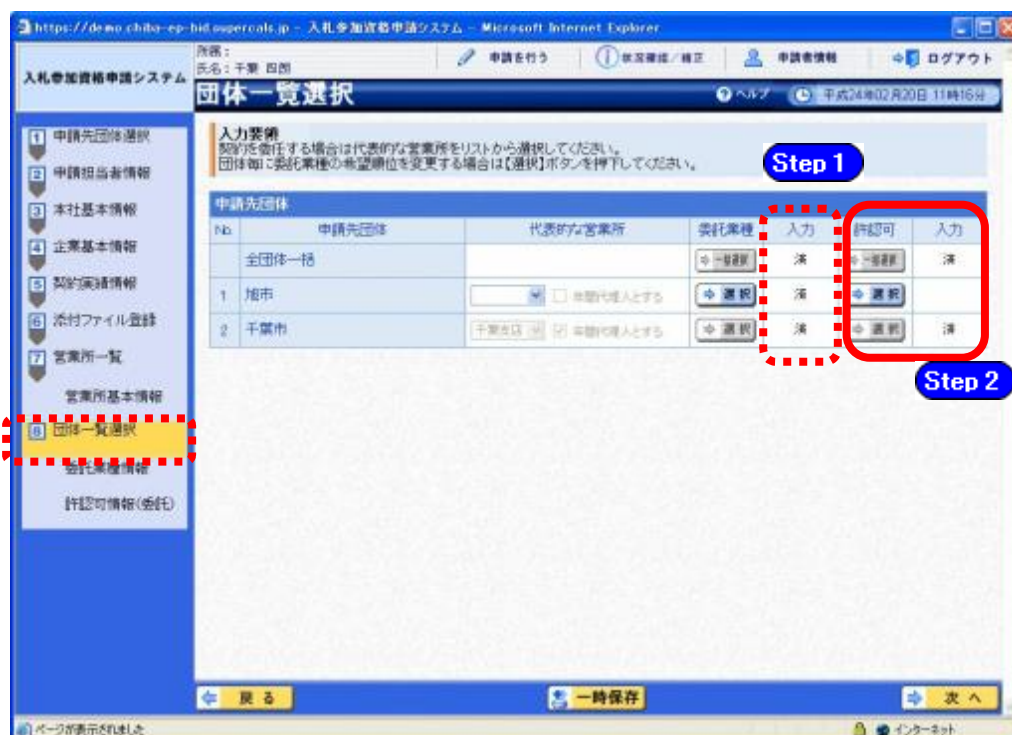 https://demo.chiba-ep-bid.supercals.jp - 入札参加資格申請システム - Microsoft Internet Explorer
入札参加資格申請システム
所属：
氏名：千葉 四郎
申請を行う
状況確認/補正
申請者情報
ログアウト
団体一覧選択
ヘルプ
平成24年02月20日 11時16分
1 申請先団体選択
2 申請担当者情報
3 本社基本情報
4 企業基本情報
5 契約実績情報
6 添付ファイル登録
7 営業所一覧
営業所基本情報
8 団体一覧選択
委託業種情報
許認可情報(委託)
入力要領
契約を委任する場合は代表的な営業所をリストから選択してください。
団体毎に委託業種の希望順位を変更する場合は【選択】ボタンを押下してください。
Step 1
申請先団体
No. 申請先団体 代表的な営業所 委託業種 入力 許認可 入力
全団体一括 一括選択 済 一括選択 済
1 旭市 年間代理人とする 選択 済 選択
2 千葉市 千葉支店 年間代理人とする 選択 済 選択 済
Step 2
戻る
一時保存
次へ
ページが表示されました
インターネット